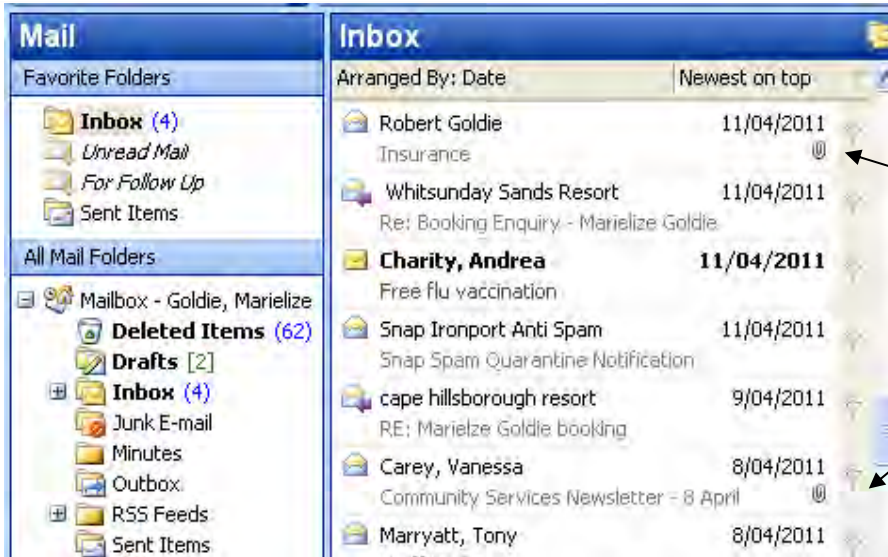 Mail
Favorite Folders
Inbox (4)
Unread Mail
For Follow Up
Sent Items
All Mail Folders
Mailbox - Goldie, Marielize
Deleted Items (62)
Drafts [2]
Inbox (4)
Junk E-mail
Minutes
Outbox
RSS Feeds
Sent Items
Inbox
Arranged By: Date Newest on top
Robert Goldie 11/04/2011
Insurance
Whitsunday Sands Resort 11/04/2011
Re: Booking Enquiry - Marielize Goldie
Charity, Andrea 11/04/2011
Free flu vaccination
Snap Ironport Anti Spam 11/04/2011
Snap Spam Quarantine Notification
cape hillsborough resort 9/04/2011
RE: Marielze Goldie booking
Carey, Vanessa 8/04/2011
Community Services Newsletter - 8 April
Marryatt, Tony 8/04/2011